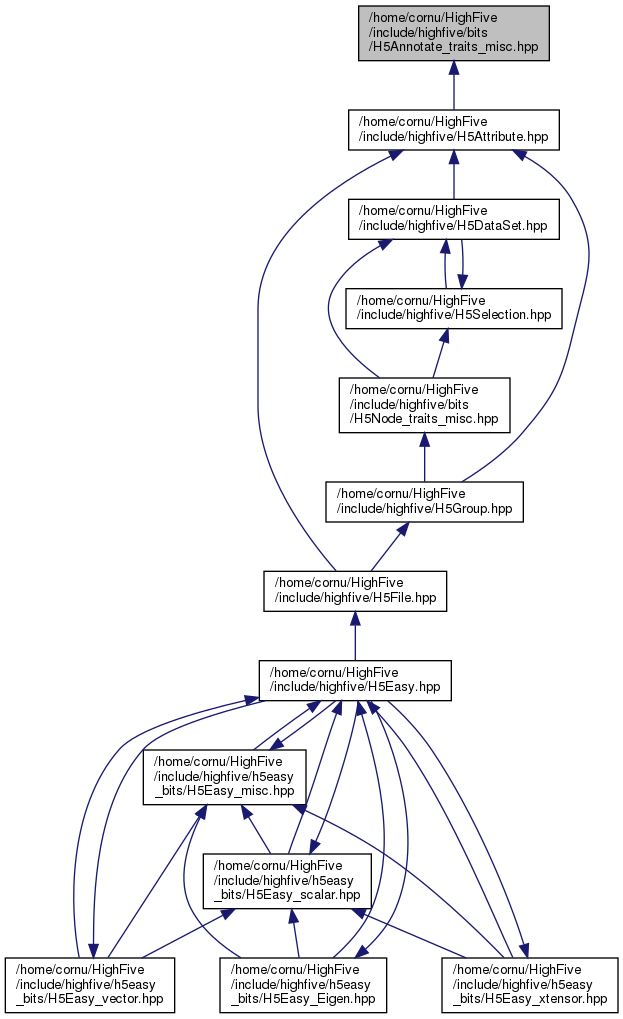 /home/cornu/HighFive
/include/highfive/bits
/H5Annotate_traits_misc.hpp
/home/cornu/HighFive
/include/highfive/H5Attribute.hpp
/home/cornu/HighFive
/include/highfive/H5DataSet.hpp
/home/cornu/HighFive
/include/highfive/H5Selection.hpp
/home/cornu/HighFive
/include/highfive/bits
/H5Node_traits_misc.hpp
/home/cornu/HighFive
/include/highfive/H5Group.hpp
/home/cornu/HighFive
/include/highfive/H5File.hpp
/home/cornu/HighFive
/include/highfive/H5Easy.hpp
/home/cornu/HighFive
/include/highfive/h5easy
_bits/H5Easy_misc.hpp
/home/cornu/HighFive
/include/highfive/h5easy
_bits/H5Easy_scalar.hpp
/home/cornu/HighFive
/include/highfive/h5easy
_bits/H5Easy_vector.hpp
/home/cornu/HighFive
/include/highfive/h5easy
_bits/H5Easy_Eigen.hpp
/home/cornu/HighFive
/include/highfive/h5easy
_bits/H5Easy_xtensor.hpp